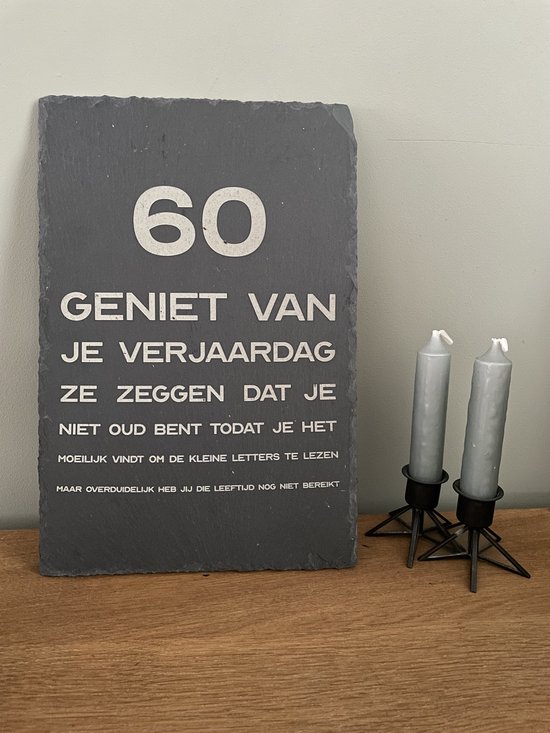 60
GENIET VAN
JE VERJAARDAG
ZE ZEGGEN DAT JE
NIET OUD BENT TODAT JE HET
MOEILIJK VINDT OM DE KLEINE LETTERS TE LEZEN
MAAR OVERDUIDELIJK HEB JIJ DIE LEEFTIJD NOG NIET BEREIKT